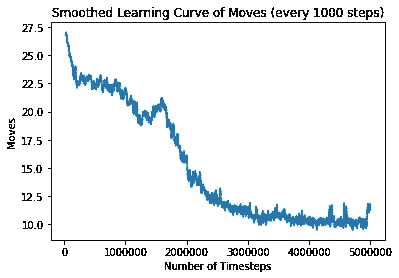 Smoothed Learning Curve of Moves (every 1000 steps)
27.5
25.0
22.5
20.0
17.5
15.0
12.5
10.0
Moves
0 1000000 2000000 3000000 4000000 5000000
Number of Timesteps